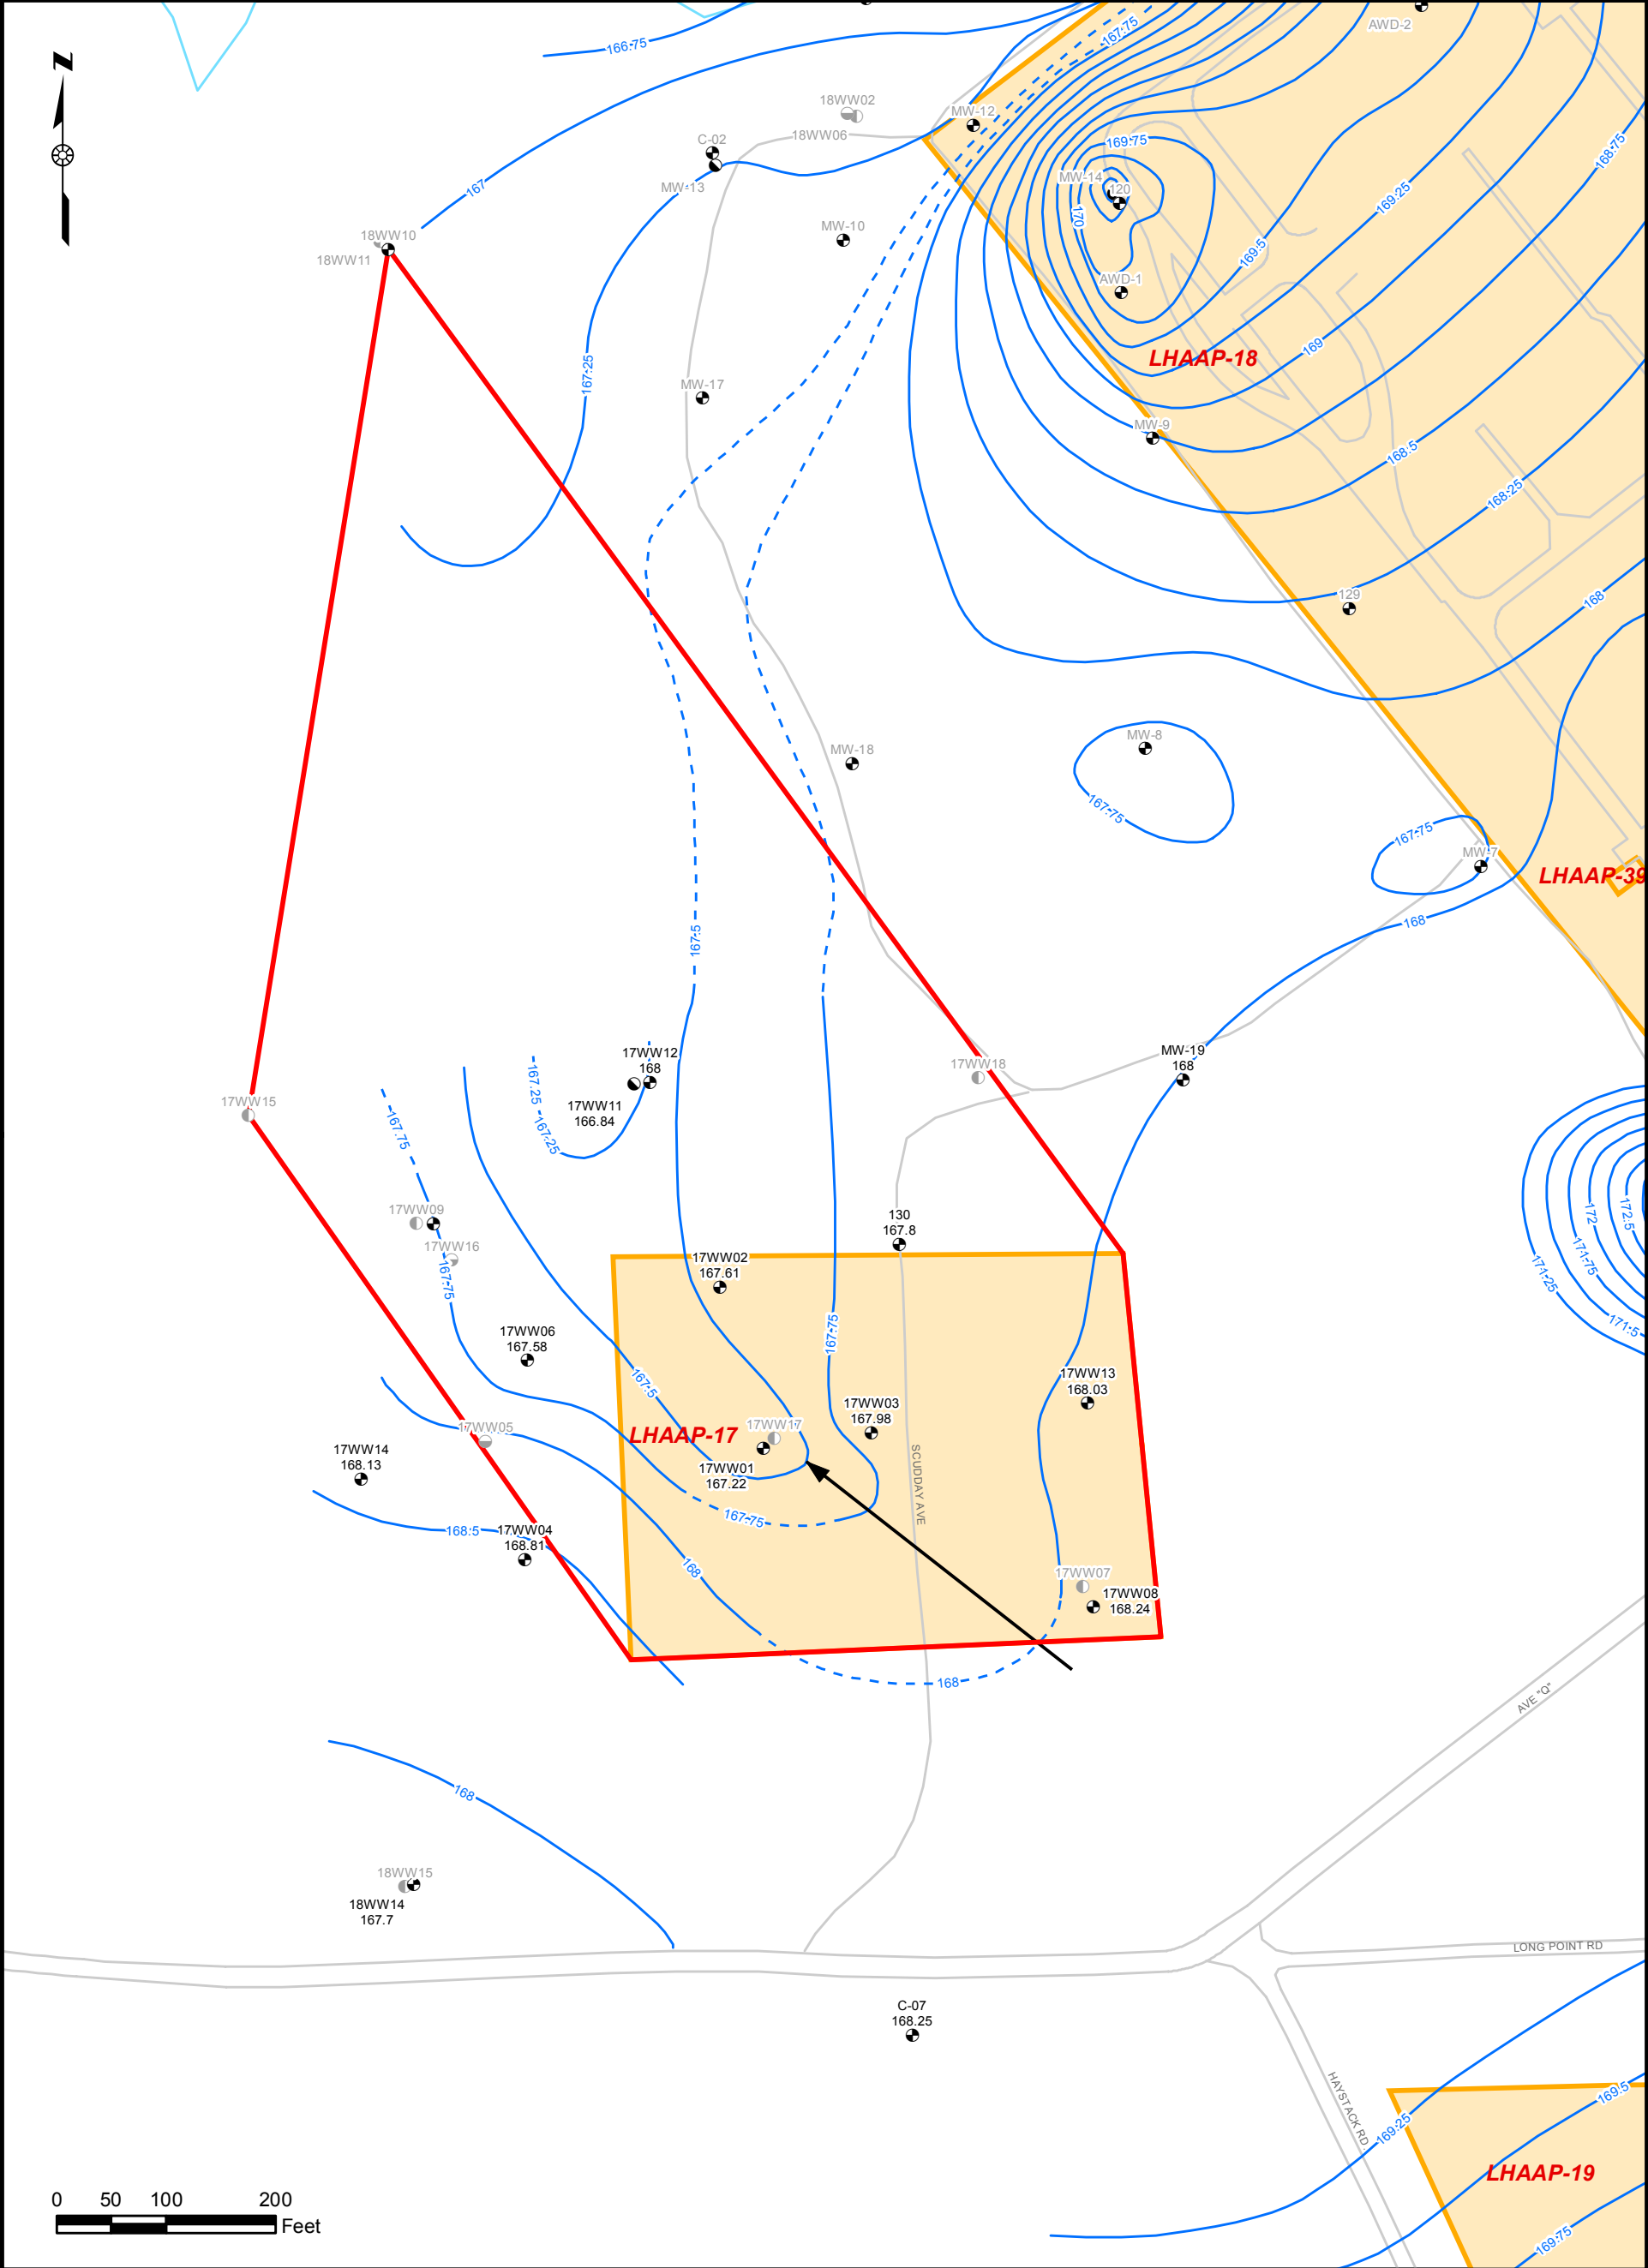 AWD-2
166.75
167.75
N
18WW02
MW-12
18WW06
C-02
169.75
168.75
MW-13
MW-14
120
167
169.25
170
MW-10
18WW10
18WW11
169.5
AWD-1
169
LHAAP-18
167.25
MW-17
MW-9
168.5
168.25
129
168
MW-8
MW-18
167.75
167.75
MW-7
LHAAP-39
168
167.5
MW-19
168
17WW12
168
17WW18
167.25
17WW11
166.84
17WW15
167.75
167.25
17WW09
130
167.8
172.5
172
17WW16
171.75
17WW02
167.61
167.75
171.25
171.5
17WW06
167.58
167.75
167.5
17WW13
168.03
17WW03
167.98
17WW05
LHAAP-17
17WW17
17WW14
168.13
17WW01
167.22
SCUDDAY AVE
167.75
168.5
17WW04
168.81
168
17WW07
17WW08
168.24
168
AVE "Q"
168
18WW15
18WW14
167.7
LONG POINT RD
C-07
168.25
HAYSTACK RD
169.5
169.25
LHAAP-19
169.75
0 50 100 200
Feet